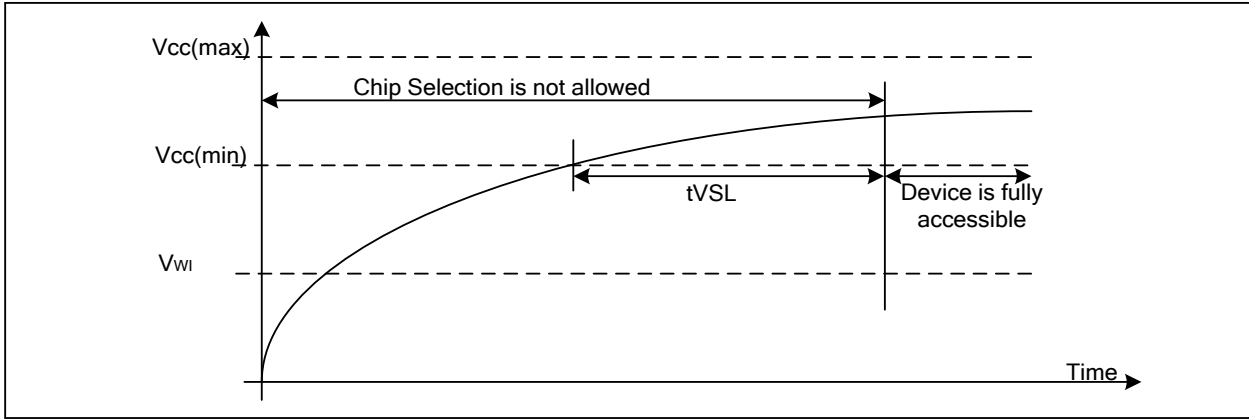 Vcc(max)
Chip Selection is not allowed
Vcc(min)
tVSL
Device is fully
accessible
VWI
Time